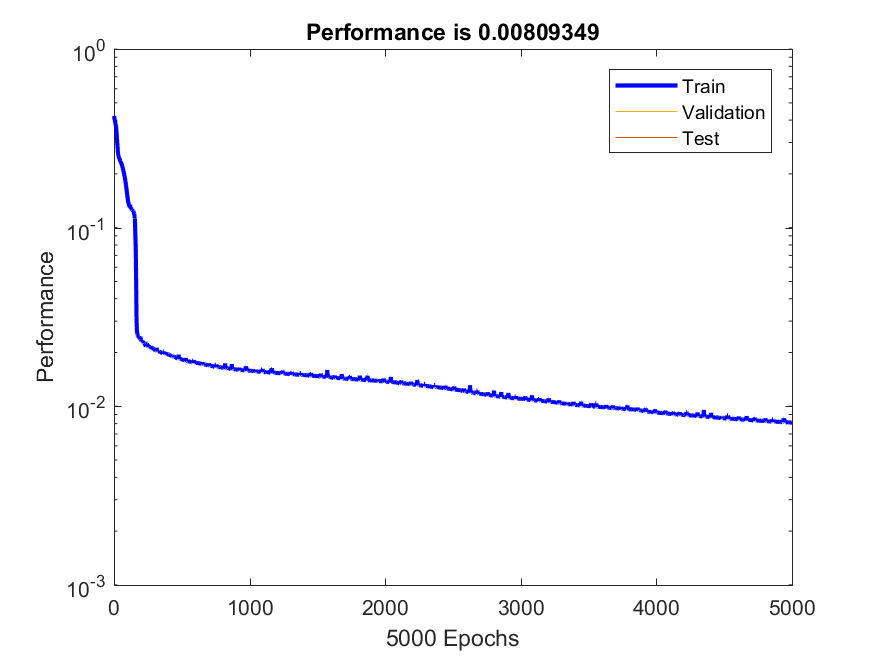 Performance is 0.00809349
10^0
Train
Validation
Test
10^-1
Performance
10^-2
10^-3
0 1000 2000 3000 4000 5000
5000 Epochs